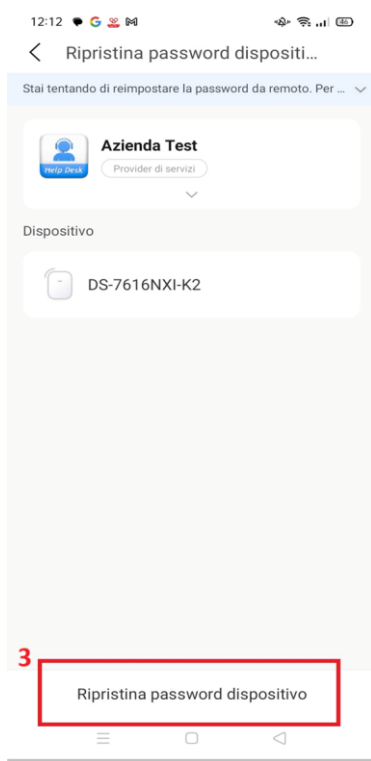 12:12
Ripristina password dispositi...
Stai tentando di reimpostare la password da remoto. Per ...
Azienda Test
Help Desk
Provider di servizi
Dispositivo
DS-7616NXI-K2
3
Ripristina password dispositivo